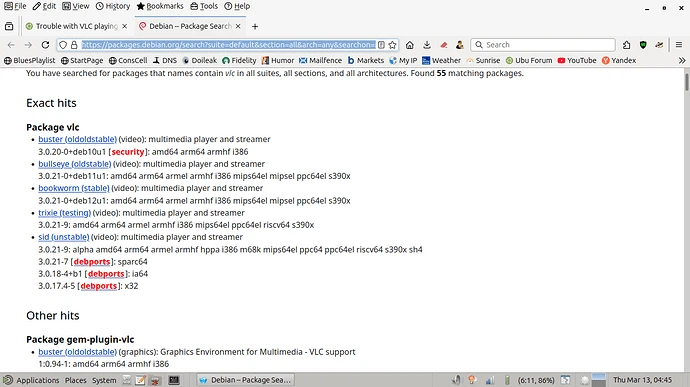 File Edit View History Bookmarks Tools Help
Trouble with VLC playing
Debian -- Package Search
https://packages.debian.org/search?suite=default&section=all&arch=any&searchon=
Search
BluesPlaylist StartPage ConsCell DNS Doileak Fidelity Humor Mailfence Markets My IP Weather Sunrise Ubu Forum YouTube Yandex
You have searched for packages that names contain vlc in all suites, all sections, and all architectures. Found 55 matching packages.
Exact hits
Package vlc
buster (oldoldstable) (video): multimedia player and streamer
3.0.20-0+deb10u1 [security]: amd64 arm64 armhf i386
bullseye (oldstable) (video): multimedia player and streamer
3.0.21-0+deb11u1: amd64 arm64 armel armhf i386 mips64el mipsel ppc64el s390x
bookworm (stable) (video): multimedia player and streamer
3.0.21-0+deb12u1: amd64 arm64 armel armhf i386 mips64el mipsel ppc64el s390x
trixie (testing) (video): multimedia player and streamer
3.0.21-9: amd64 arm64 armel armhf i386 mips64el ppc64el riscv64 s390x
sid (unstable) (video): multimedia player and streamer
3.0.21-9: alpha amd64 arm64 armel armhf hppa i386 m68k mips64el ppc64 ppc64el riscv64 s390x sh4
3.0.21-7 [debports]: sparc64
3.0.18-4+b1 [debports]: ia64
3.0.17.4-5 [debports]: x32
Other hits
Package gem-plugin-vlc
buster (oldoldstable) (graphics): Graphics Environment for Multimedia - VLC support
1:0.94-1: amd64 arm64 armhf i386
Applications Places System Debian -- Package Sea... (6:11, 86%) Thu Mar 13, 04:45